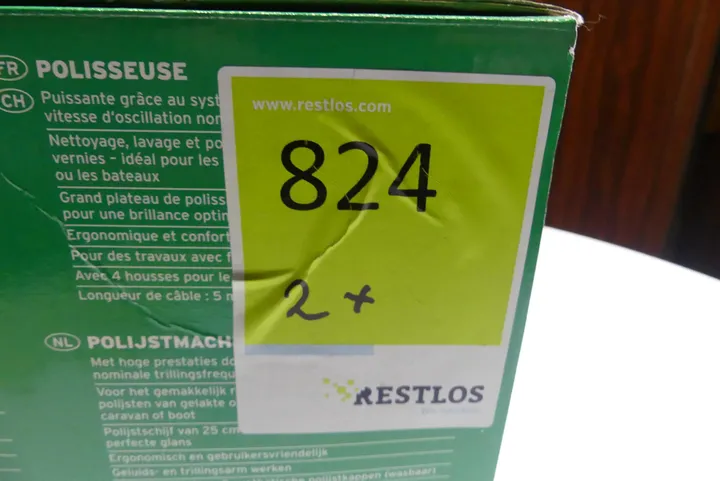 FR POLISSEUSE
CH Puissante grâce au syst
vitesse d'oscillation nor
Nettoyage, lavage et po
vernies – idéal pour les
ou les bateaux
Grand plateau de poliss
pour une brillance optin
Ergonomique et confort
Pour des travaux avec f
Avec 4 housses pour le
Longueur de câble : 5 m
www.restlos.com
824
2 x
RESTLOS
NL POLIJSTMACH
Met hoge prestaties do
nominale trillingsfrequ
Voor het gemakkelijk r
polijsten van gelakte o
caravan of boot
Polijstschijf van 25 cm
perfecte glans
Ergonomisch en gebruikersvriendelijk
Geluids- en trillingsarm werken
polijstkappen (wasbaar)